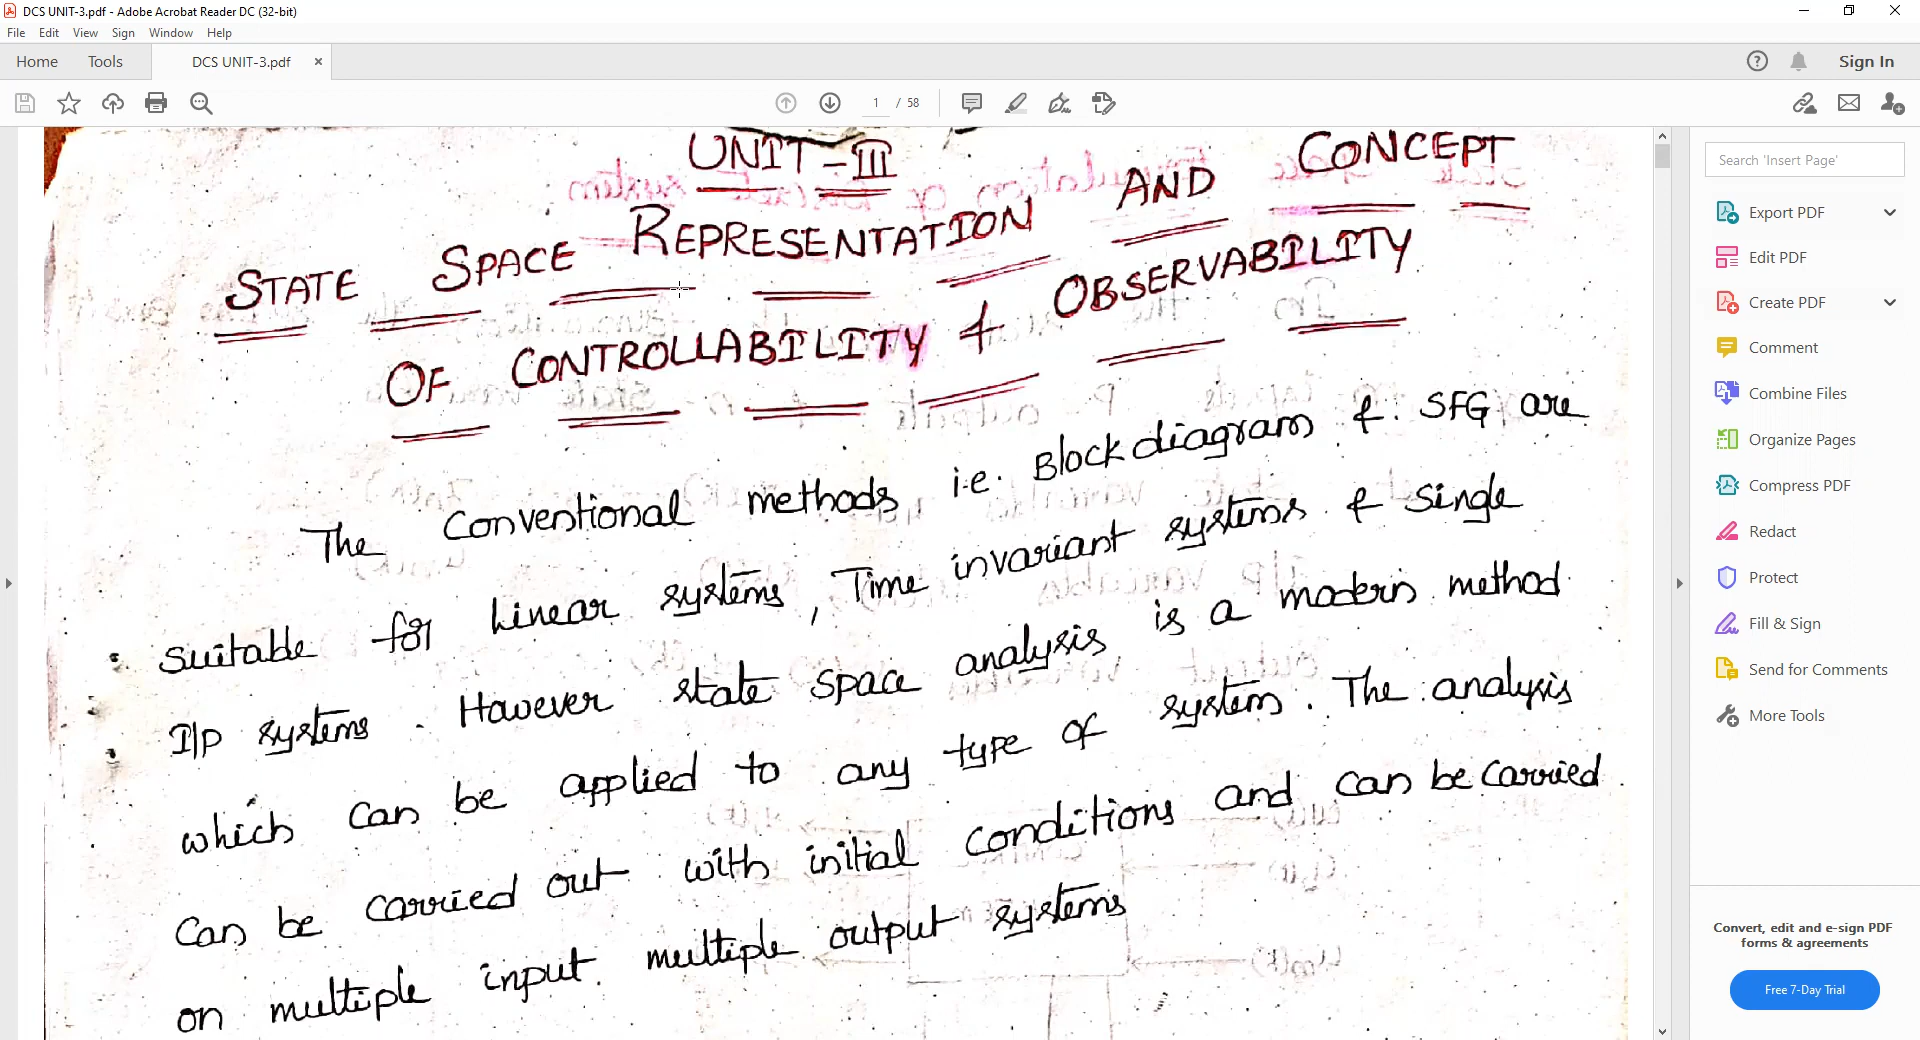 DCS UNIT-3.pdf - Adobe Acrobat Reader DC (32-bit)
File Edit View Sign Window Help
Home Tools DCS UNIT-3.pdf × Sign In
1 / 58
UNIT-III
STATE SPACE REPRESENTATION AND CONCEPT
OF CONTROLLABILITY & OBSERVABILITY
The Conventional methods, i.e. Block diagram & SFG are
suitable for Linear systems, Time invariant systems & single
I/P systems. However state space analysis is a modern method
which can be applied to any type of system. The analysis
can be carried out with initial conditions and can be carried
on multiple input multiple output systems
Search 'Insert Page'
Export PDF
Edit PDF
Create PDF
Comment
Combine Files
Organize Pages
Compress PDF
Redact
Protect
Fill & Sign
Send for Comments
More Tools
Convert, edit and e-sign PDF
forms & agreements
Free 7-Day Trial